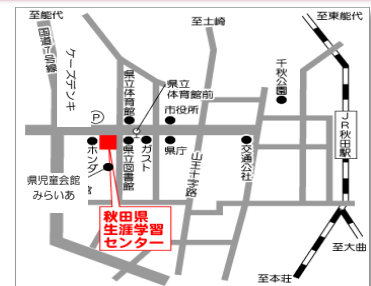 至能代
至土崎
至東能代
国道7号線
ケーズデンキ
県立体育館
県立
体育館前
市役所
千秋公園
Ⓟ
ホンダ
県立図書館
ガスト
県庁
山王十字路
交通公社
JR秋田駅
県児童会館
みらいあ
秋田県
生涯学習
センター
至大曲
至本荘